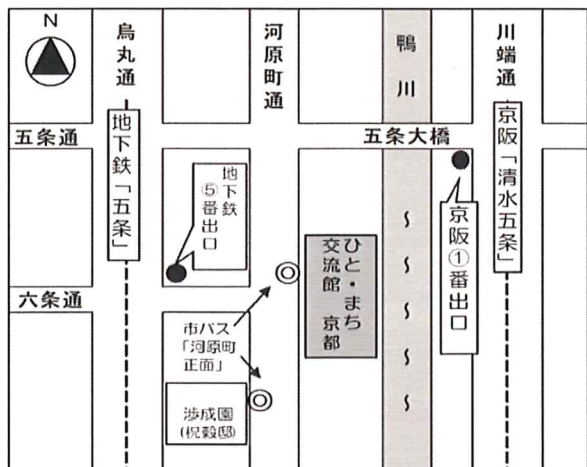 N
烏丸通
河原町通
鴨川
川端通
五条通
五条大橋
地下鉄「五条」
地下鉄
⑤番出口
京阪「清水五条」
京阪①番出口
ひと・まち
交流館 京都
六条通
市バス
「河原町
正面」
渉成園
(枳殻邸)